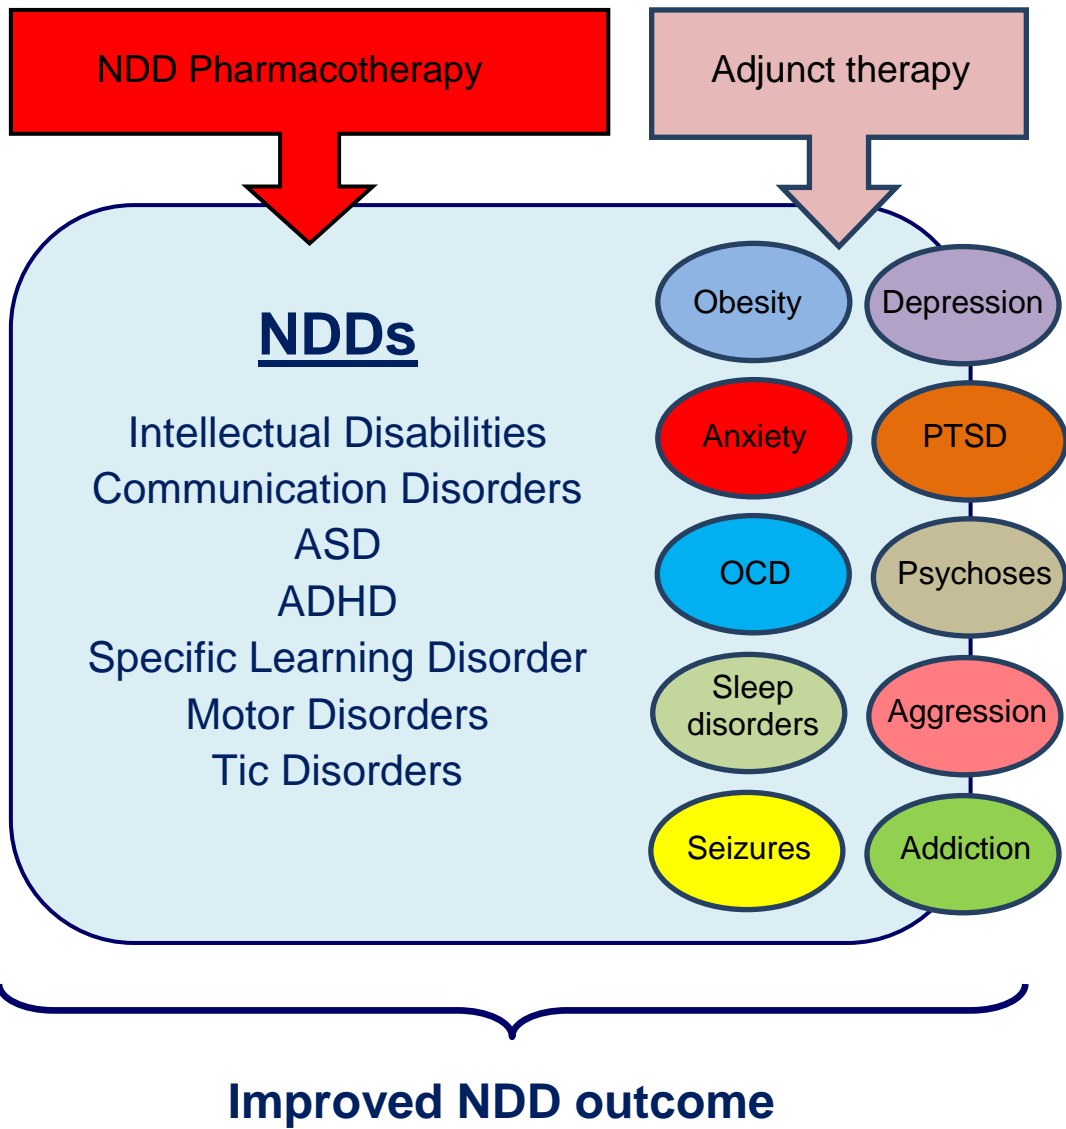 NDD Pharmacotherapy
Adjunct therapy
NDDs
Intellectual Disabilities
Communication Disorders
ASD
ADHD
Specific Learning Disorder
Motor Disorders
Tic Disorders
Obesity
Depression
Anxiety
PTSD
OCD
Psychoses
Sleep
disorders
Aggression
Seizures
Addiction
Improved NDD outcome